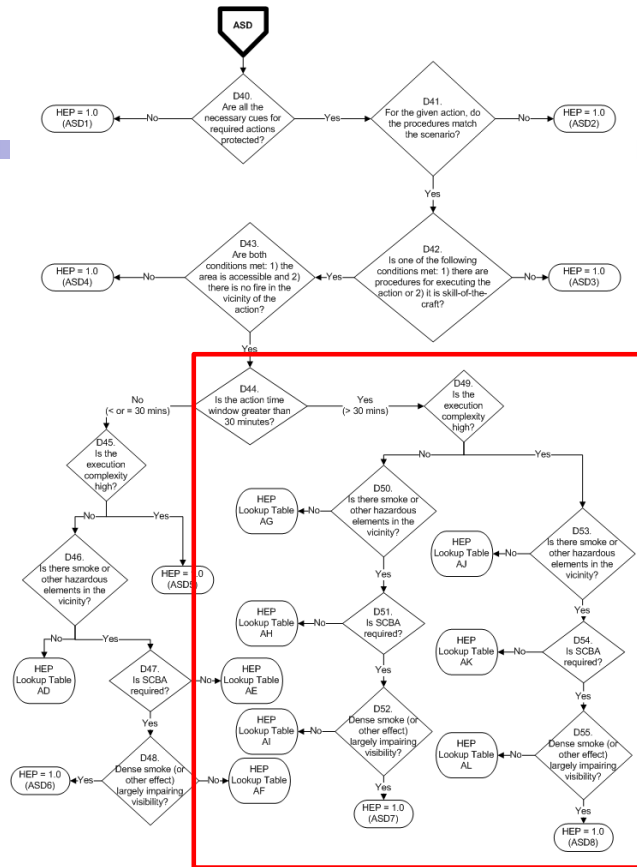 ASD
D40.
Are all the
necessary cues for
required actions
protected?
No
HEP = 1.0
(ASD1)
Yes
D41.
For the given action, do
the procedures match
the scenario?
No
HEP = 1.0
(ASD2)
Yes
D42.
Is one of the following
conditions met: 1) there are
procedures for executing the
action or 2) it is skill-of-the-
craft?
No
HEP = 1.0
(ASD3)
Yes
D43.
Are both
conditions met: 1) the
area is accessible and 2)
there is no fire in the
vicinity of the
action?
No
HEP = 1.0
(ASD4)
Yes
D44.
Is the action time
window greater than
30 minutes?
No
(< or = 30 mins)
Yes
(> 30 mins)
D45.
Is the
execution
complexity
high?
No
Yes
HEP = 1.0
(ASD5)
D46.
Is there smoke or
other hazardous
elements in the
vicinity?
No
HEP
Lookup Table
AD
Yes
D47.
Is SCBA
required?
No
HEP
Lookup Table
AE
Yes
D48.
Dense smoke (or
other effect)
largely impairing
visibility?
Yes
HEP = 1.0
(ASD6)
No
HEP
Lookup Table
AF
D49.
Is the
execution
complexity
high?
No
Yes
D50.
Is there smoke or
other hazardous
elements in the
vicinity?
No
HEP
Lookup Table
AG
Yes
D51.
Is SCBA
required?
No
HEP
Lookup Table
AH
Yes
D52.
Dense smoke (or
other effect)
largely impairing
visibility?
No
HEP
Lookup Table
AI
Yes
HEP = 1.0
(ASD7)
D53.
Is there smoke or
other hazardous
elements in the
vicinity?
No
HEP
Lookup Table
AJ
Yes
D54.
Is SCBA
required?
No
HEP
Lookup Table
AK
Yes
D55.
Dense smoke (or
other effect)
largely impairing
visibility?
No
HEP
Lookup Table
AL
Yes
HEP = 1.0
(ASD8)